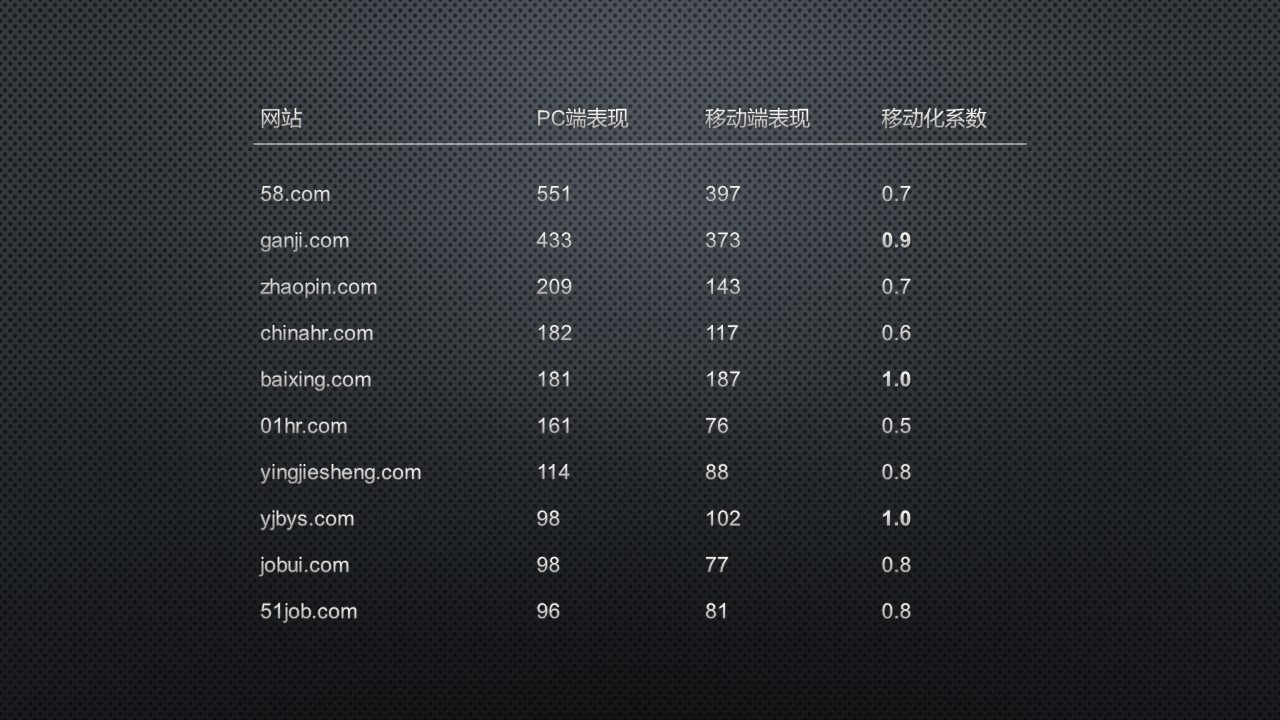 网站 PC端表现 移动端表现 移动化系数
58.com 551 397 0.7
ganji.com 433 373 0.9
zhaopin.com 209 143 0.7
chinahr.com 182 117 0.6
baixing.com 181 187 1.0
01hr.com 161 76 0.5
yingjiesheng.com 114 88 0.8
yjbys.com 98 102 1.0
jobui.com 98 77 0.8
51job.com 96 81 0.8